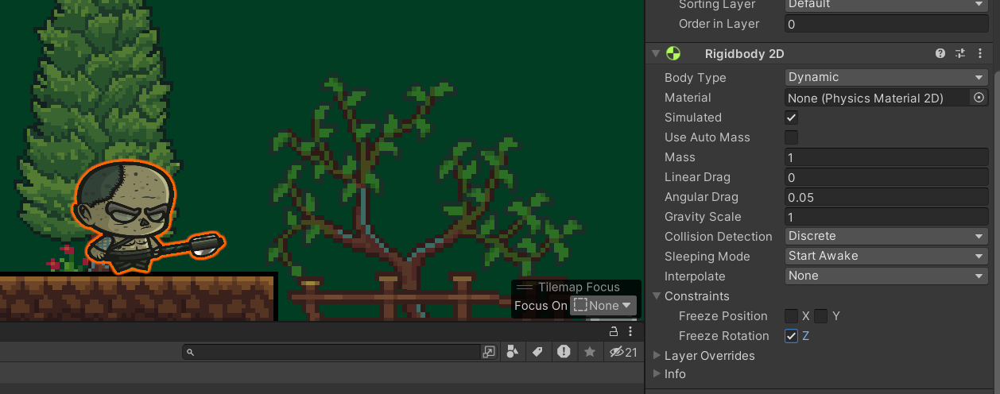 Sorting Layer Default
Order in Layer 0
Rigidbody 2D
Body Type Dynamic
Material None (Physics Material 2D)
Simulated
Use Auto Mass
Mass 1
Linear Drag 0
Angular Drag 0.05
Gravity Scale 1
Collision Detection Discrete
Sleeping Mode Start Awake
Interpolate None
Constraints
Freeze Position X Y
Freeze Rotation Z
Layer Overrides
Info
Tilemap Focus
Focus On None
21